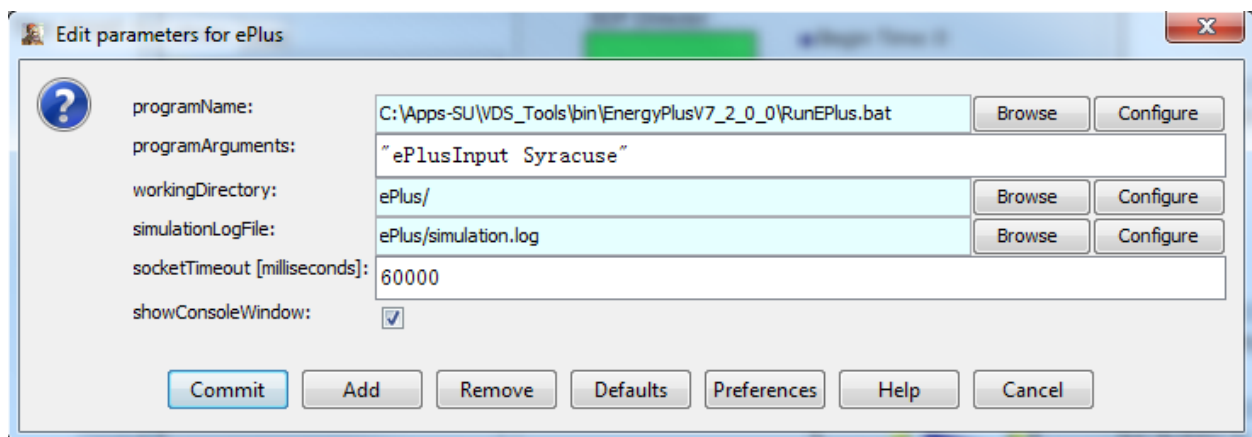 Edit parameters for ePlus
programName: C:\Apps-SU\VDS_Tools\bin\EnergyPlusV7_2_0_0\RunEPlus.bat Browse Configure
programArguments: "ePlusInput Syracuse"
workingDirectory: ePlus/ Browse Configure
simulationLogFile: ePlus/simulation.log Browse Configure
socketTimeout [milliseconds]: 60000
showConsoleWindow:
Commit Add Remove Defaults Preferences Help Cancel